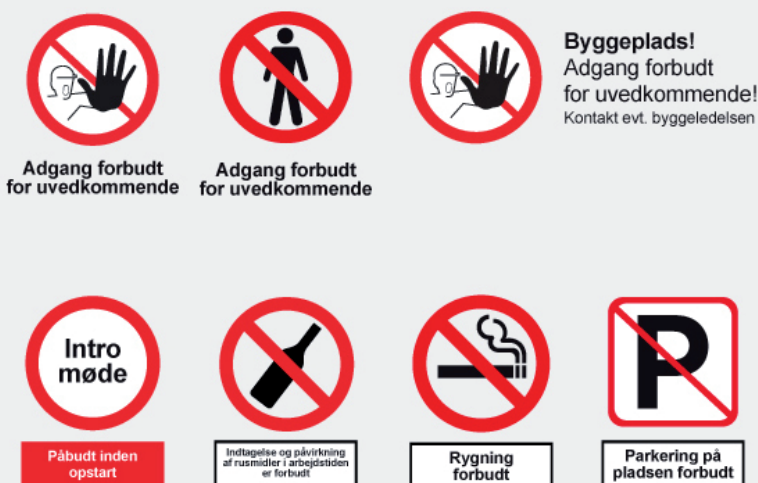 Adgang forbudt
for uvedkommende
Adgang forbudt
for uvedkommende
Byggeplads!
Adgang forbudt
for uvedkommende!
Kontakt evt. byggeledelsen
Intro
møde
Påbudt inden
opstart
Indtagelse og påvirkning
af rusmidler i arbejdstiden
er forbudt
Rygning
forbudt
P
Parkering på
pladsen forbudt